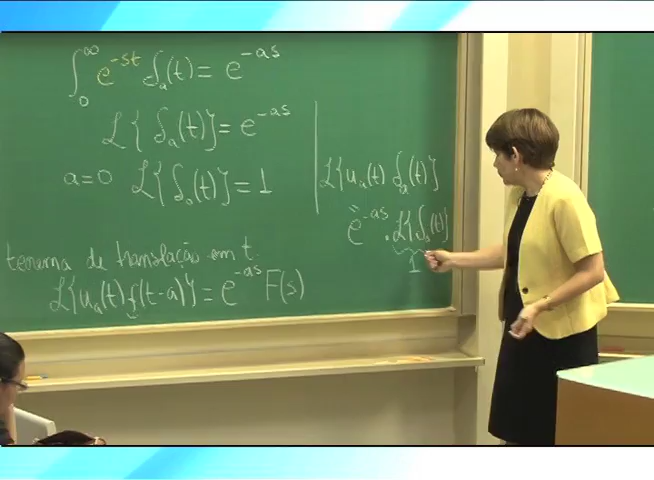 ∫₀^∞ e^{-st} δₐ(t) = e^{-as}
ℒ{δₐ(t)} = e^{-as}
a=0 ℒ{δ₀(t)} = 1
teorema de translação em t.
ℒ{uₐ(t) f(t-a)} = e^{-as} F(s)
ℒ{uₐ(t) δₐ(t)}
"
e^{-as} . ℒ{δ₀(t)}
1